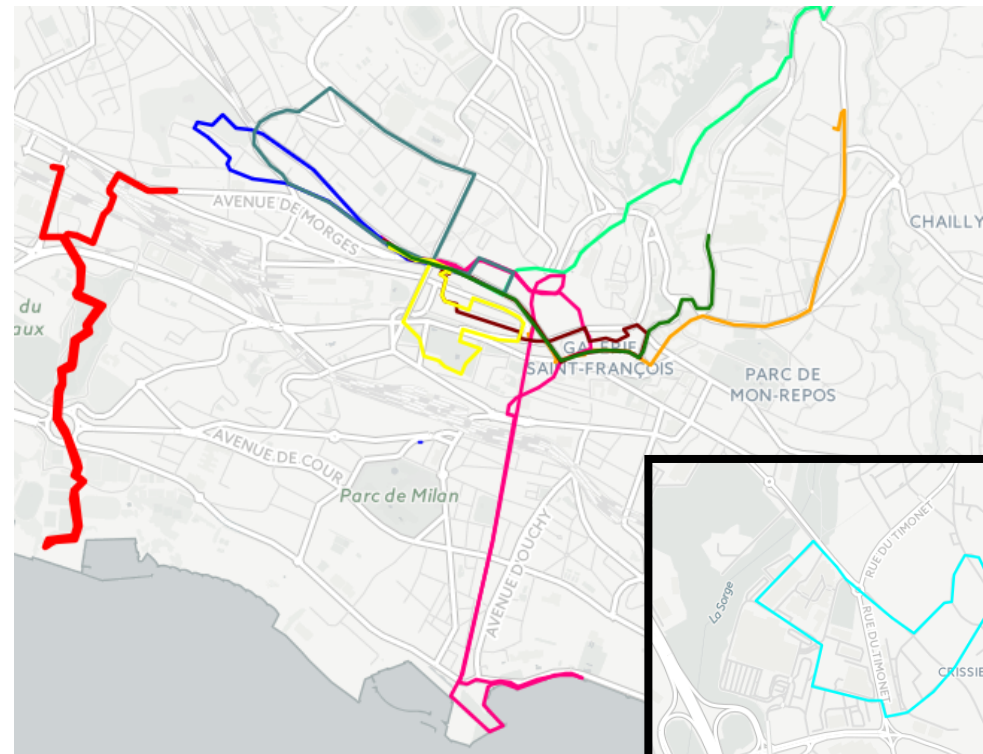 AVENUE DE MORGES
CHAILLY
du
aux
GALERIE
SAINT-FRANÇOIS
PARC DE
MON-REPOS
AVENUE DE COUR
Parc de Milan
AVENUE D'OUCHY
RUE DU TIMONET
La Sorge
RUE DU TIMONET
CRISSIE